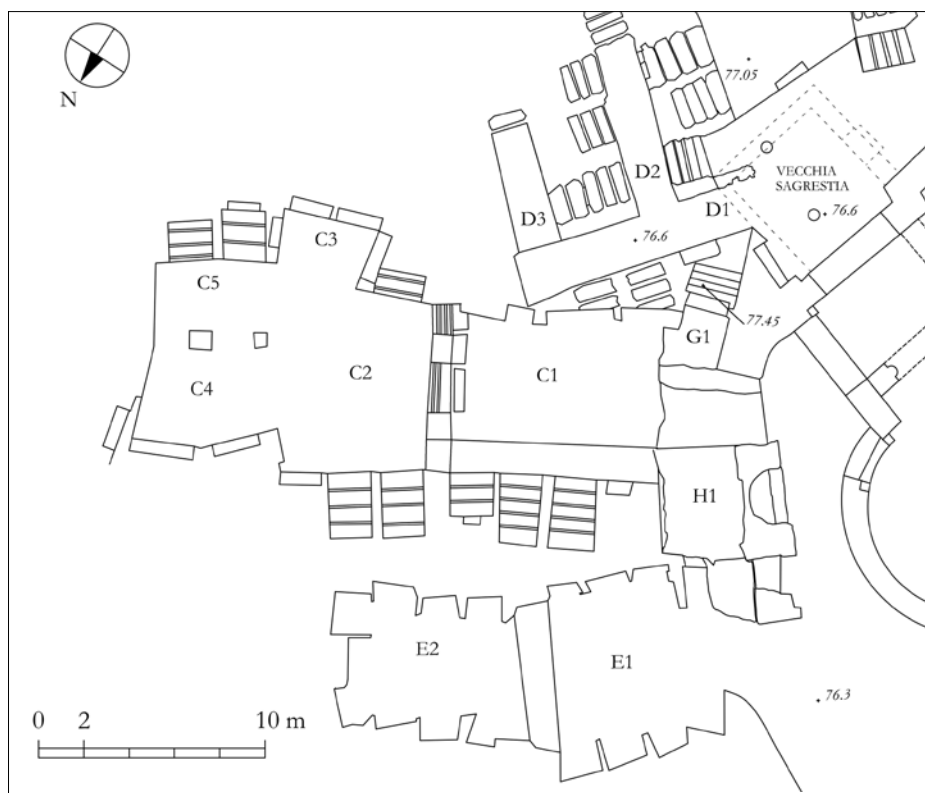 N
77.05
VECCHIA
SAGRESTIA
D2
D1
D3
76.6
76.6
C3
C5
77.45
G1
C2
C1
C4
H1
E2
E1
76.3
0 2 10 m